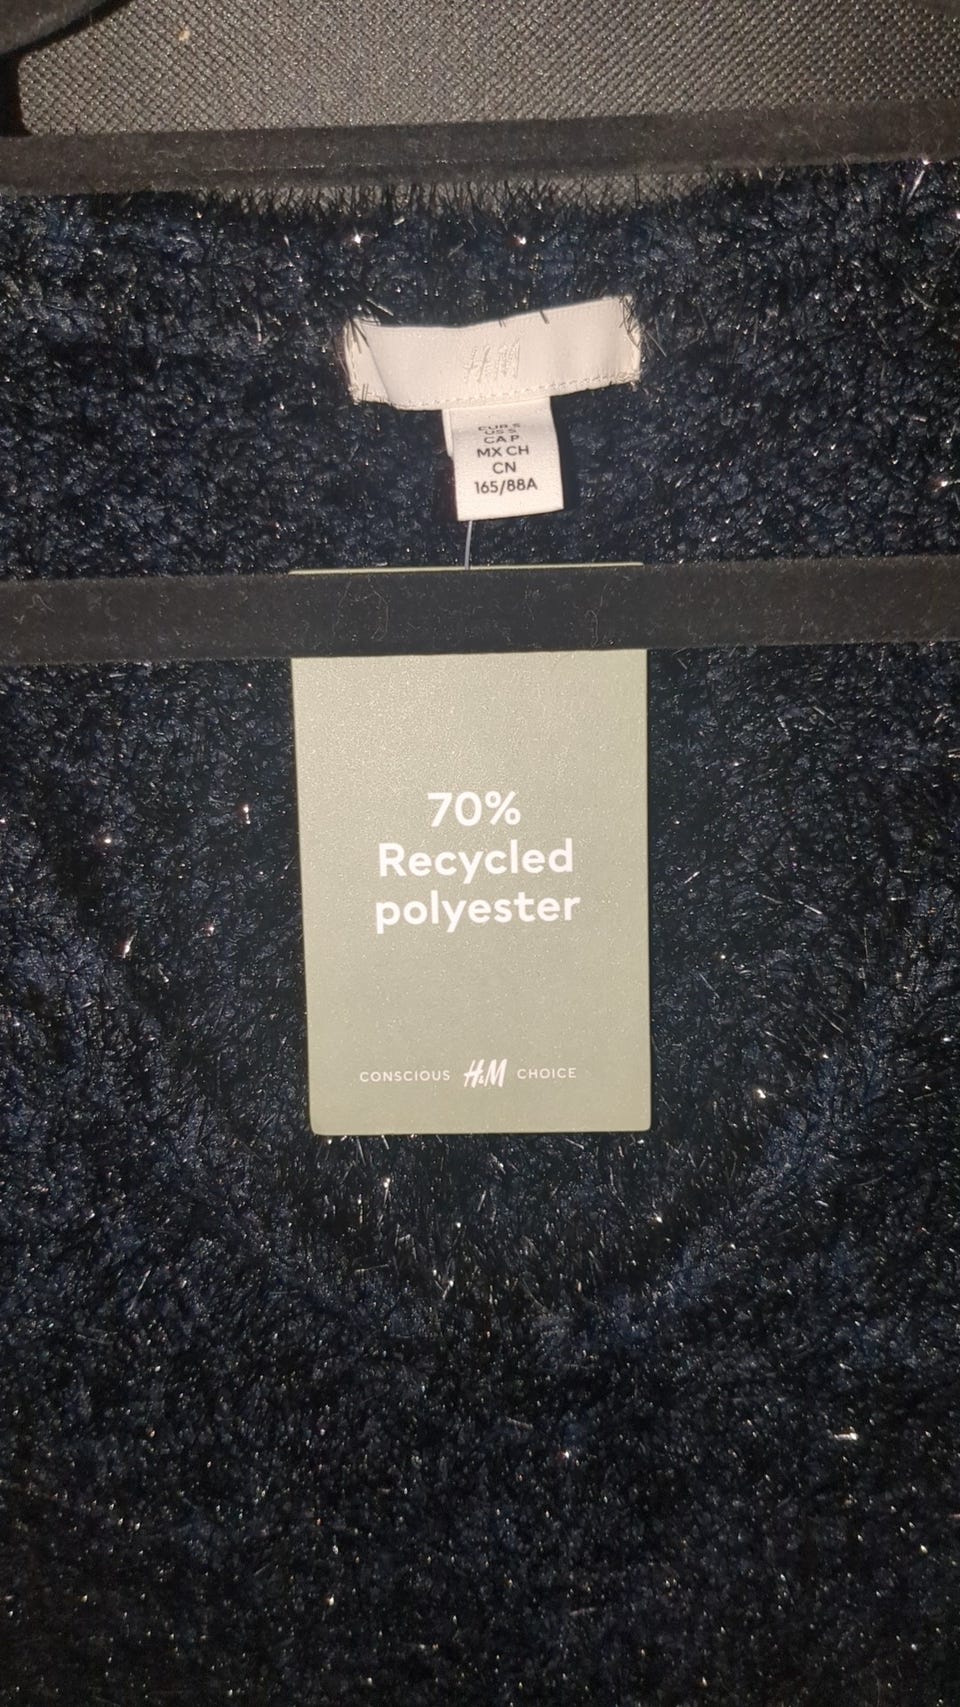 H&M
EUR S
US S
CA P
MX CH
CN
165/88A
70%
Recycled
polyester
CONSCIOUS H&M CHOICE